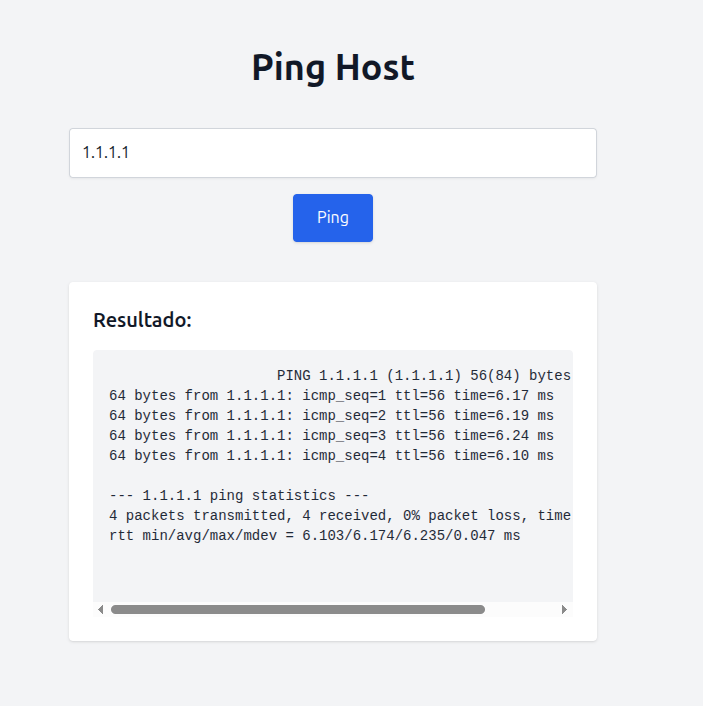 Ping Host
1.1.1.1
Ping
Resultado:
PING 1.1.1.1 (1.1.1.1) 56(84) bytes
64 bytes from 1.1.1.1: icmp_seq=1 ttl=56 time=6.17 ms
64 bytes from 1.1.1.1: icmp_seq=2 ttl=56 time=6.19 ms
64 bytes from 1.1.1.1: icmp_seq=3 ttl=56 time=6.24 ms
64 bytes from 1.1.1.1: icmp_seq=4 ttl=56 time=6.10 ms
--- 1.1.1.1 ping statistics ---
4 packets transmitted, 4 received, 0% packet loss, time
rtt min/avg/max/mdev = 6.103/6.174/6.235/0.047 ms